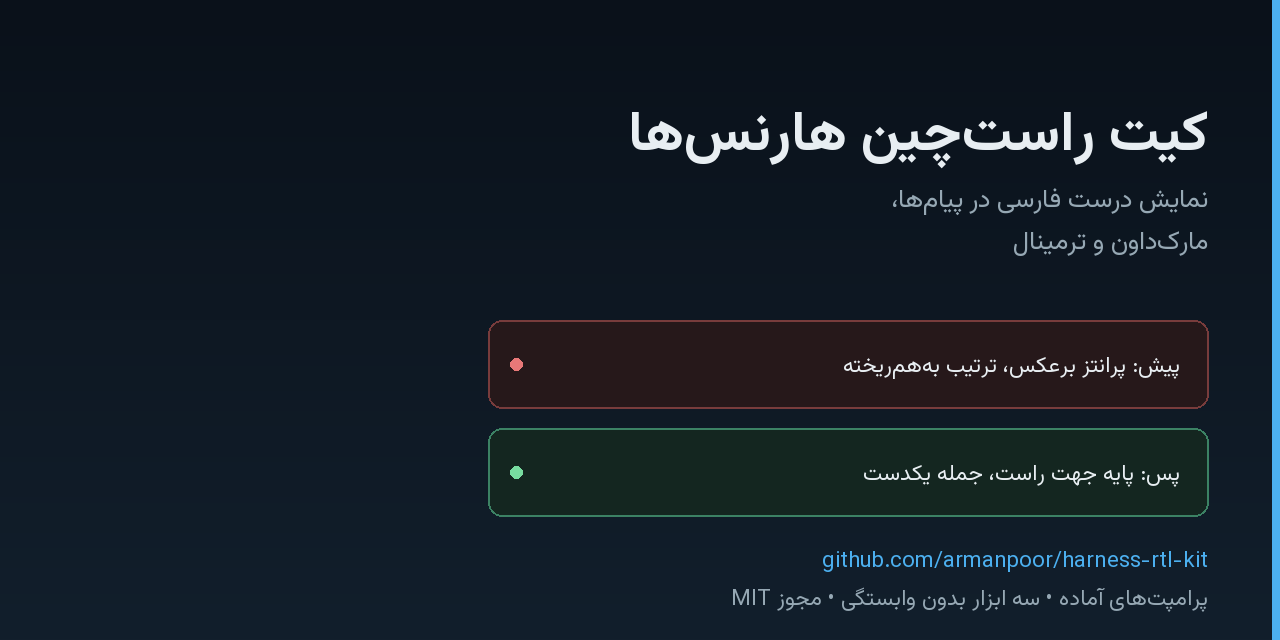 کیت راست‌چین هارنس‌ها
نمایش درست فارسی در پیام‌ها،
مارک‌داون و ترمینال
پیش: پرانتز برعکس، ترتیب به‌هم‌ریخته
پس: پایه جهت راست، جمله یکدست
github.com/armanpoor/harness-rtl-kit
پرامپت‌های آماده • سه ابزار بدون وابستگی • مجوز MIT